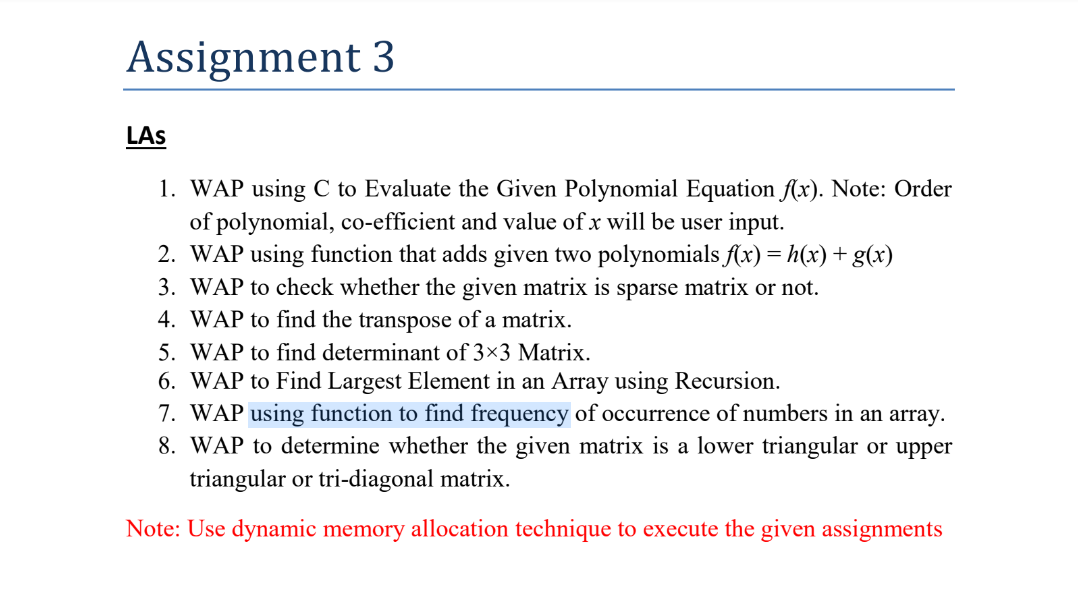 Assignment 3
LAs
1. WAP using C to Evaluate the Given Polynomial Equation f(x). Note: Order
of polynomial, co-efficient and value of x will be user input.
2. WAP using function that adds given two polynomials f(x) = h(x) + g(x)
3. WAP to check whether the given matrix is sparse matrix or not.
4. WAP to find the transpose of a matrix.
5. WAP to find determinant of 3×3 Matrix.
6. WAP to Find Largest Element in an Array using Recursion.
7. WAP using function to find frequency of occurrence of numbers in an array.
8. WAP to determine whether the given matrix is a lower triangular or upper
triangular or tri-diagonal matrix.
Note: Use dynamic memory allocation technique to execute the given assignments